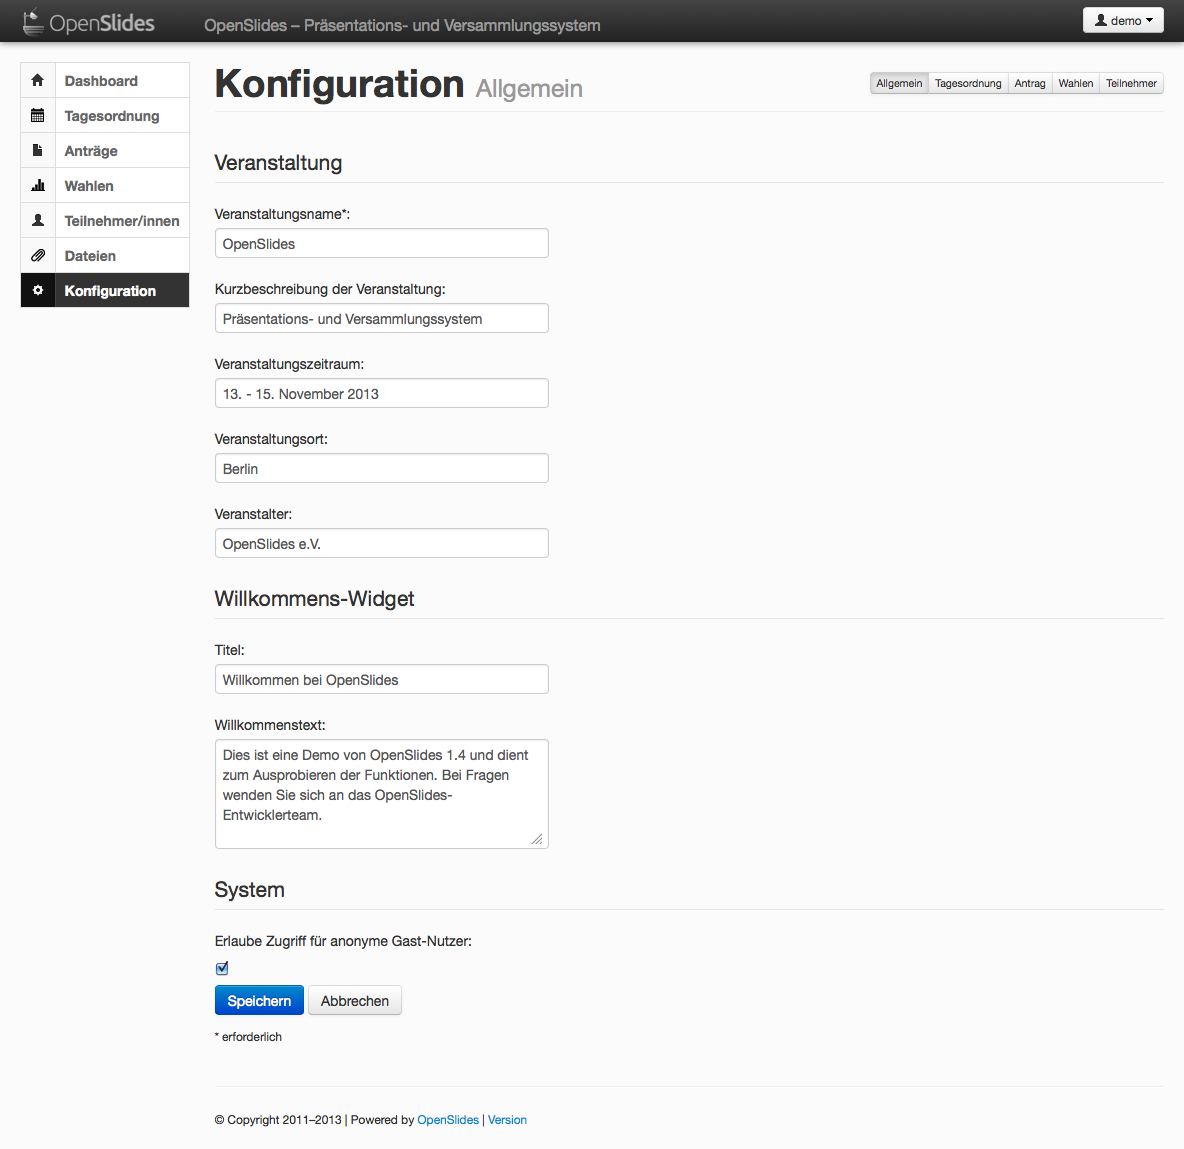 OpenSlides
OpenSlides – Präsentations- und Versammlungssystem
demo
Dashboard
Tagesordnung
Anträge
Wahlen
Teilnehmer/innen
Dateien
Konfiguration
Konfiguration Allgemein
Allgemein
Tagesordnung
Antrag
Wahlen
Teilnehmer
Veranstaltung
Veranstaltungsname*:
OpenSlides
Kurzbeschreibung der Veranstaltung:
Präsentations- und Versammlungssystem
Veranstaltungszeitraum:
13. - 15. November 2013
Veranstaltungsort:
Berlin
Veranstalter:
OpenSlides e.V.
Willkommens-Widget
Titel:
Willkommen bei OpenSlides
Willkommenstext:
Dies ist eine Demo von OpenSlides 1.4 und dient
zum Ausprobieren der Funktionen. Bei Fragen
wenden Sie sich an das OpenSlides-
Entwicklerteam.
System
Erlaube Zugriff für anonyme Gast-Nutzer:
Speichern
Abbrechen
* erforderlich
© Copyright 2011–2013 | Powered by OpenSlides | Version